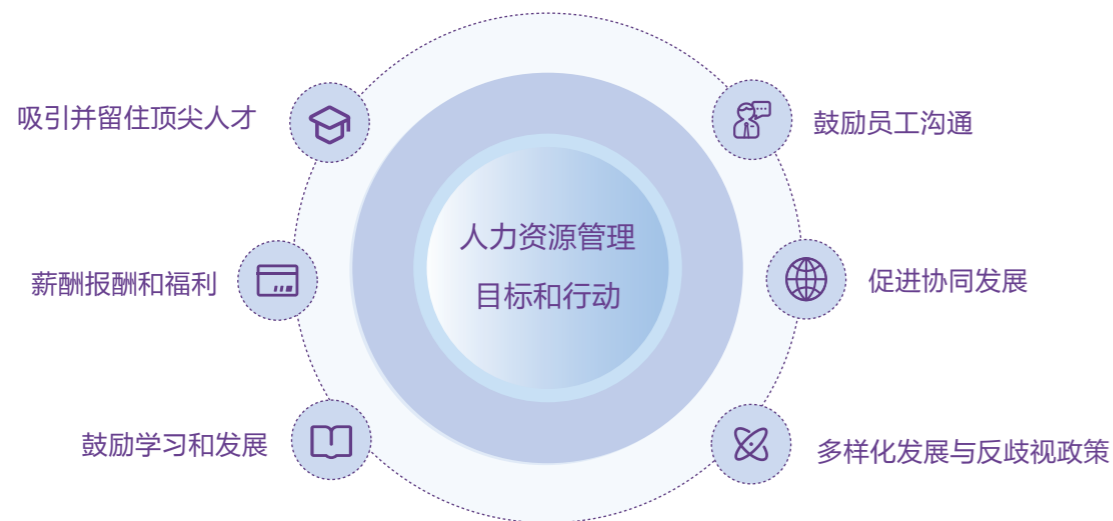 吸引并留住顶尖人才
薪酬报酬和福利
鼓励学习和发展
人力资源管理
目标和行动
鼓励员工沟通
促进协同发展
多样化发展与反歧视政策